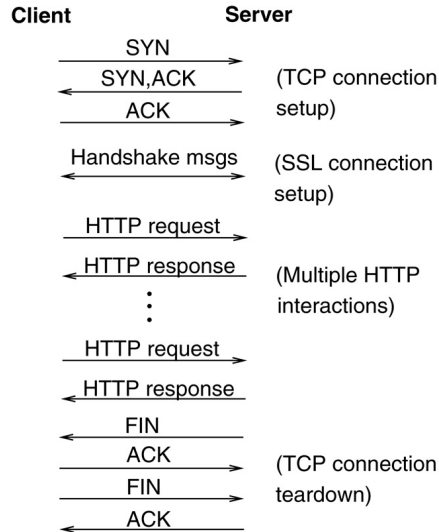 Client Server
SYN
SYN,ACK
(TCP connection
setup)
ACK
Handshake msgs
(SSL connection
setup)
HTTP request
HTTP response
(Multiple HTTP
interactions)
HTTP request
HTTP response
FIN
ACK
(TCP connection
teardown)
FIN
ACK